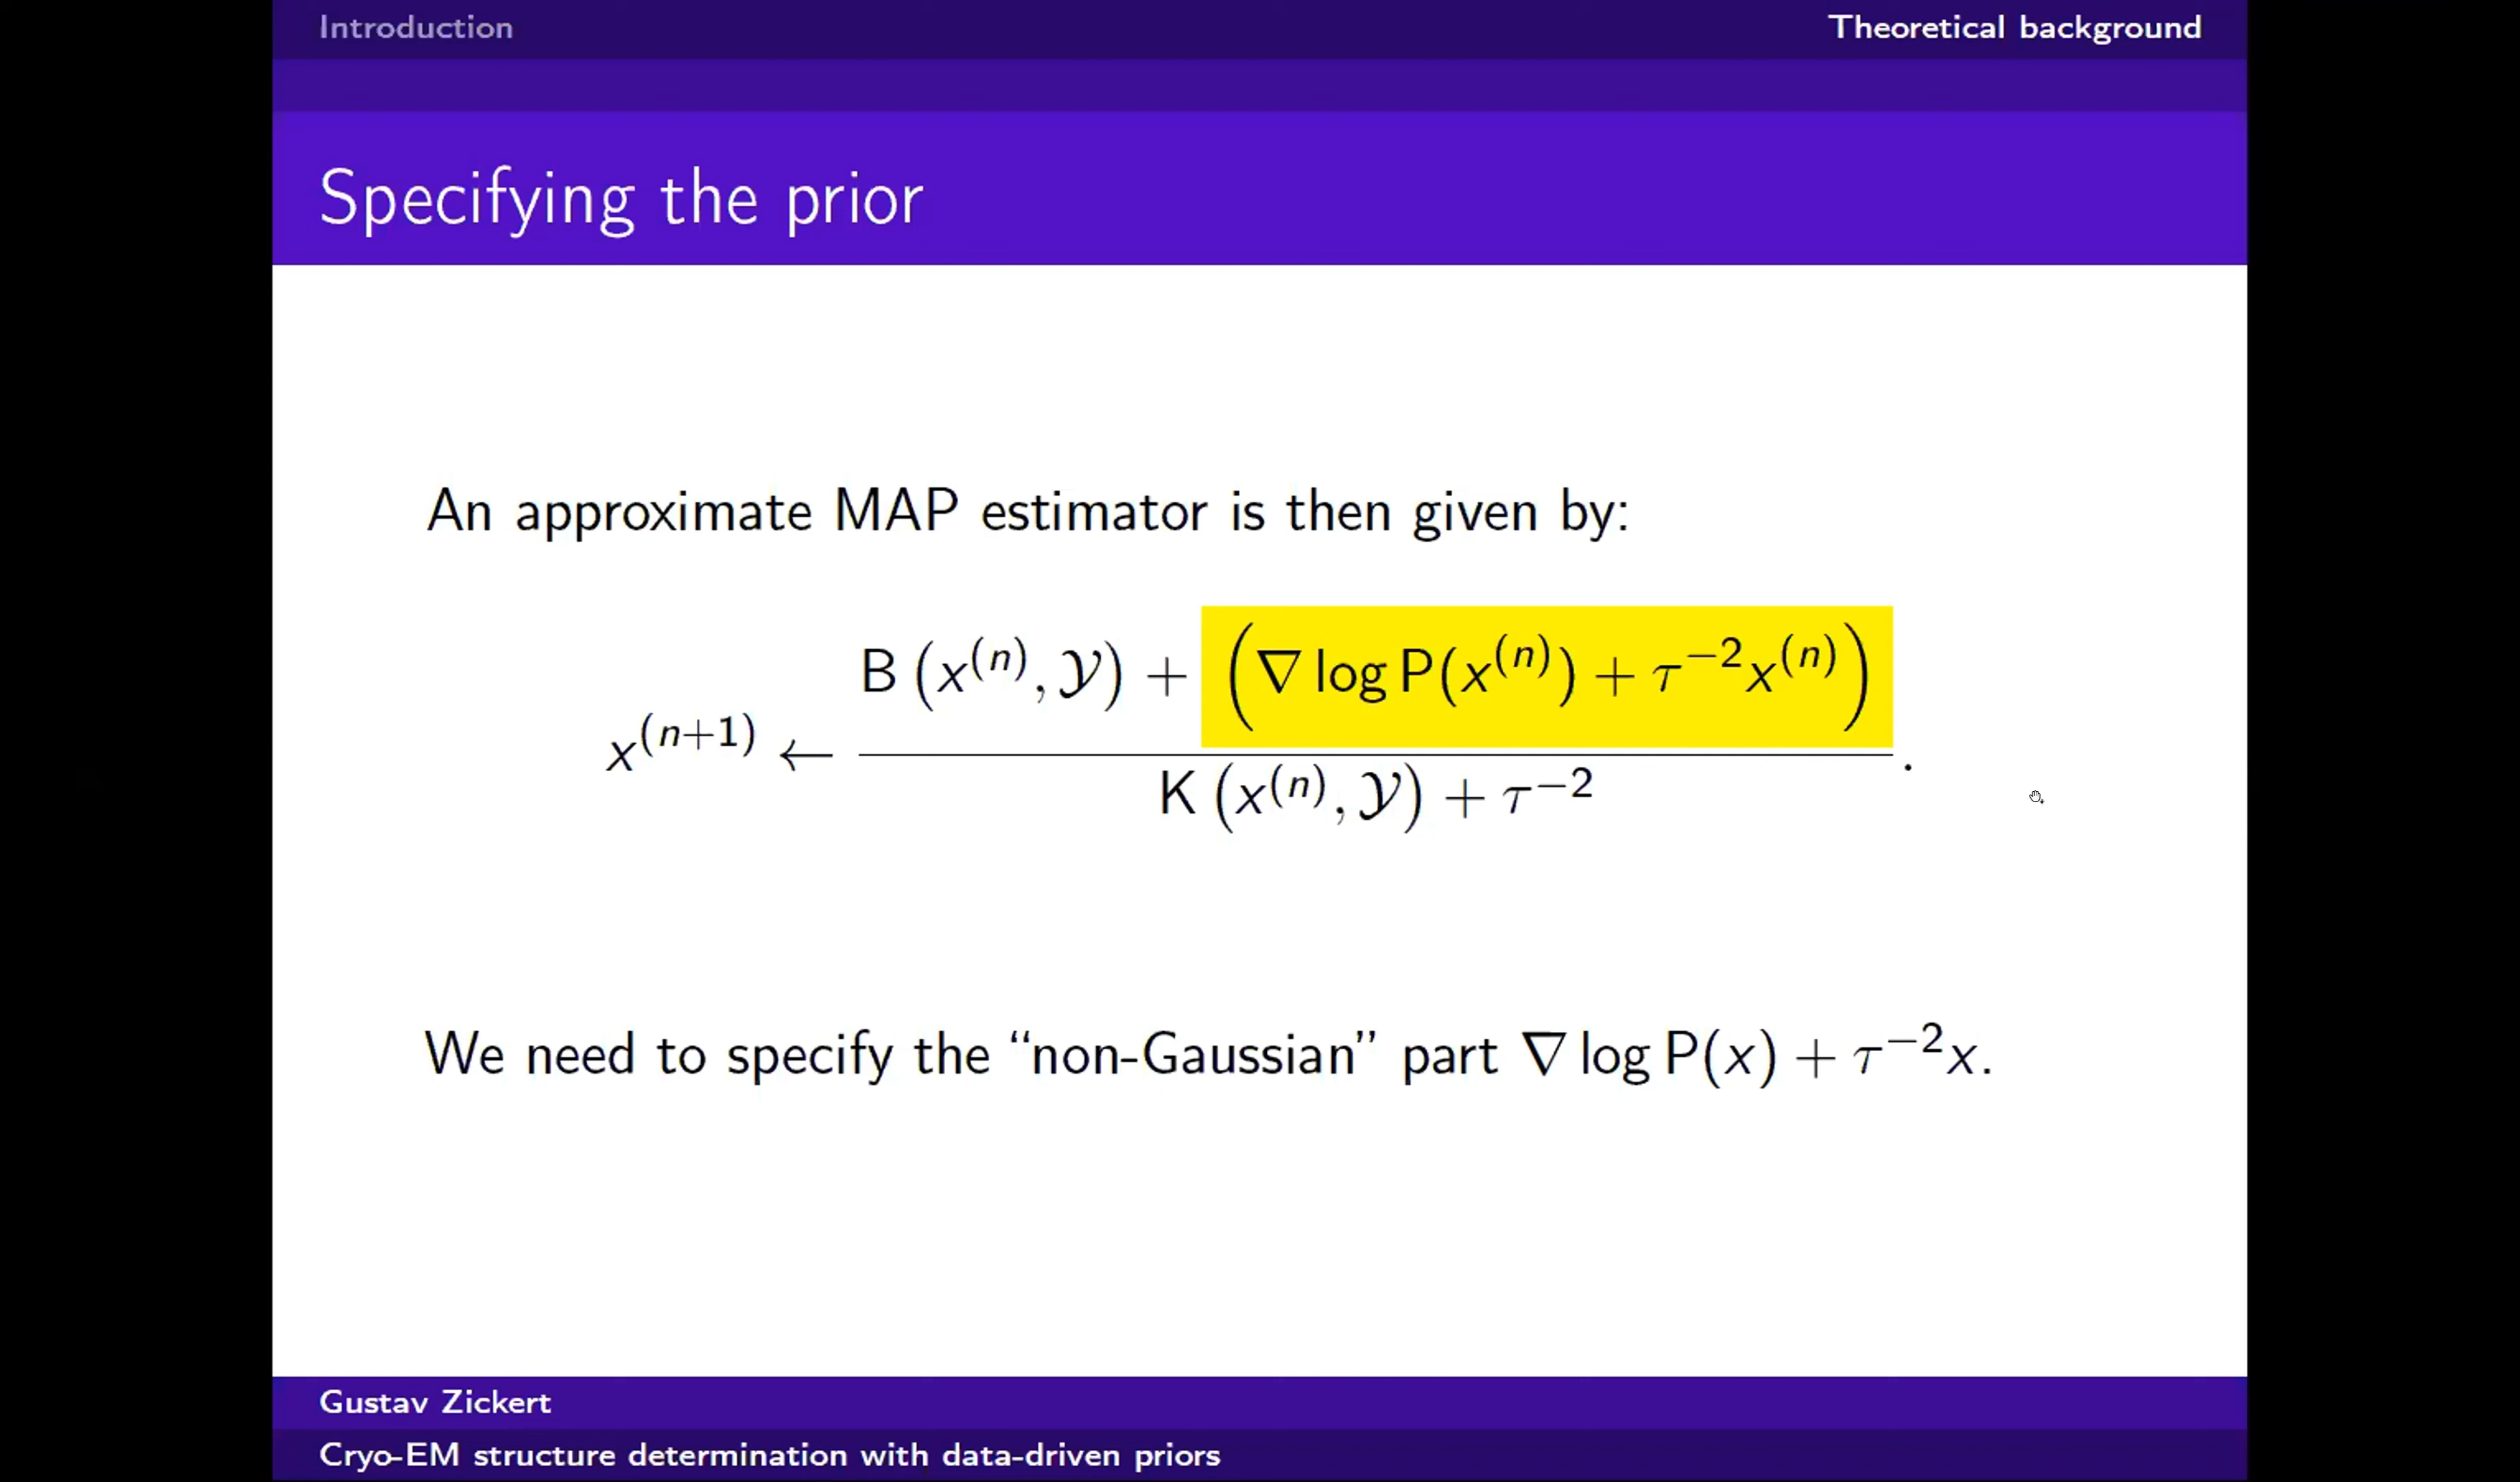 Introduction
Theoretical background
Specifying the prior
An approximate MAP estimator is then given by:
x^{(n+1)} ← \frac{B(x^{(n)}, 𝒴) + (∇ log P(x^{(n)}) + τ^{−2}x^{(n)})}{K(x^{(n)}, 𝒴) + τ^{−2}}.
We need to specify the “non-Gaussian” part ∇ log P(x) + τ^{−2}x.
Gustav Zickert
Cryo-EM structure determination with data-driven priors